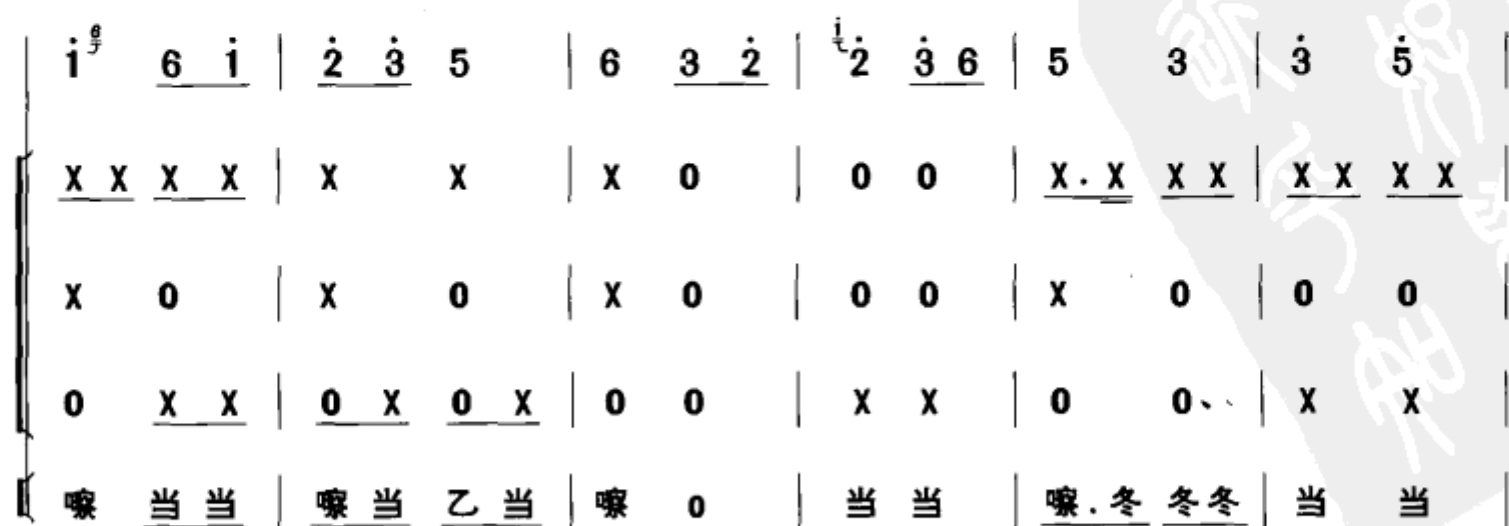 i̇ 6 6 i̇ | 2̇ 3̇ 5 | 6 3 2̇ | i̇ 2̇ 3̇ 6 | 5 3 | 3̇ 5̇ |
X X X X | X X | X 0 | 0 0 | X . X X X | X X X X |
X 0 | X 0 | X 0 | 0 0 | X 0 | 0 0 |
0 X X | 0 X 0 X | 0 0 | X X | 0 0 | X X |
嚓 当 当 | 嚓 当 乙 当 | 嚓 0 | 当 当 | 嚓 . 冬 冬冬 | 当 当